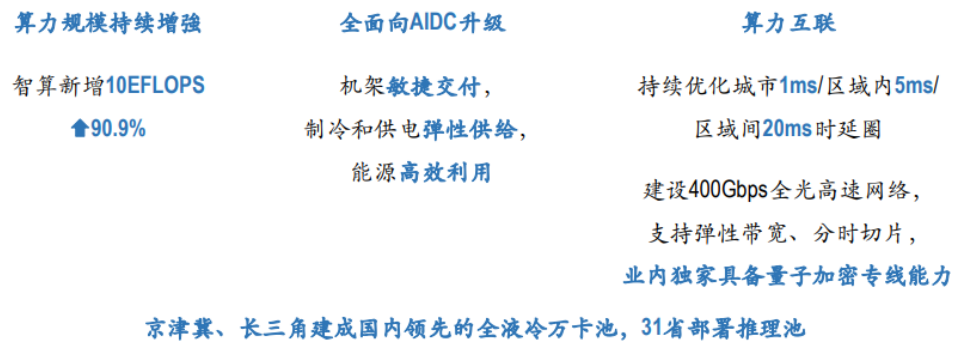 算力规模持续增强
智算新增10EFLOPS
⬆90.9%
全面向AIDC升级
机架敏捷交付，
制冷和供电弹性供给，
能源高效利用
算力互联
持续优化城市1ms/区域内5ms/
区域间20ms时延圈
建设400Gbps全光高速网络，
支持弹性带宽、分时切片，
业内独家具备量子加密专线能力
京津冀、长三角建成国内领先的全液冷万卡池，31省部署推理池